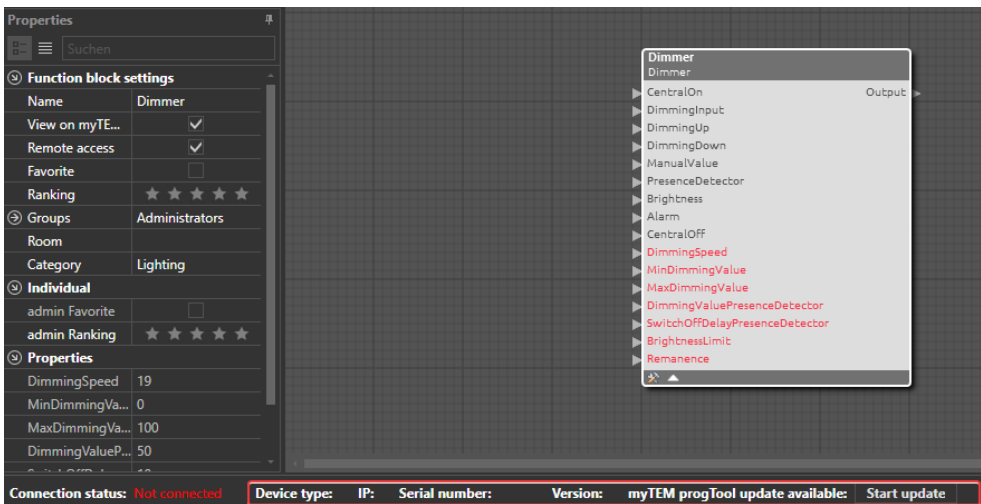 Properties
Suchen
Function block settings
Name Dimmer
View on myTE...
Remote access
Favorite
Ranking
Groups Administrators
Room
Category Lighting
Individual
admin Favorite
admin Ranking
Properties
DimmingSpeed 19
MinDimmingVa... 0
MaxDimmingVa... 100
DimmingValueP... 50
Dimmer
Dimmer
CentralOn Output
DimmingInput
DimmingUp
DimmingDown
ManualValue
PresenceDetector
Brightness
Alarm
CentralOff
DimmingSpeed
MinDimmingValue
MaxDimmingValue
DimmingValuePresenceDetector
SwitchOffDelayPresenceDetector
BrightnessLimit
Remanence
Connection status: Not connected Device type: IP: Serial number: Version: myTEM progTool update available: Start update